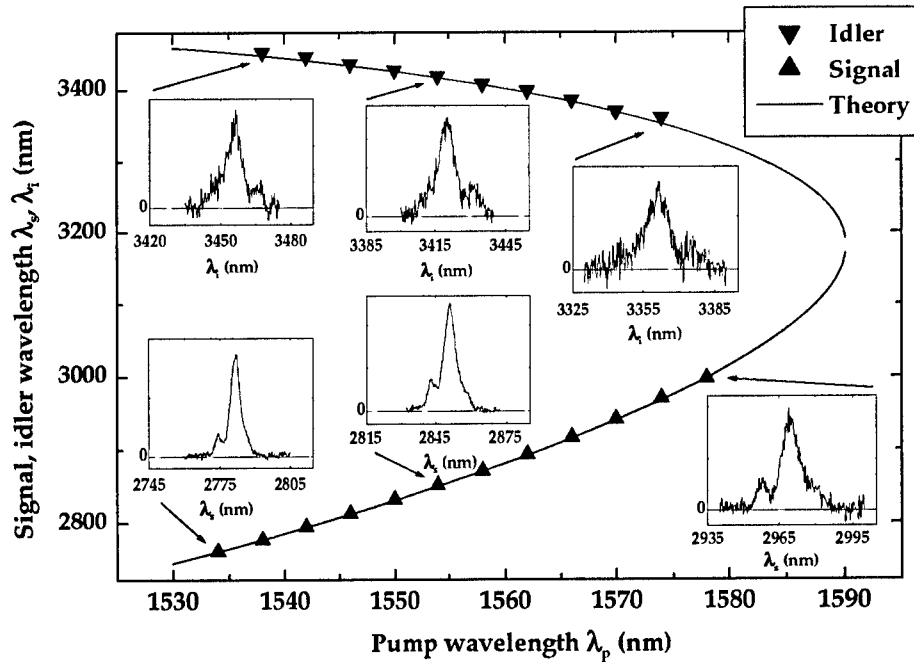 Idler
Signal
Theory
Signal, idler wavelength λs, λi (nm)
3400
3200
3000
2800
0
3420 3450 3480
λi (nm)
0
3385 3415 3445
λi (nm)
0
3325 3355 3385
λi (nm)
0
2745 2775 2805
λs (nm)
0
2815 2845 2875
λs (nm)
0
2935 2965 2995
λs (nm)
1530 1540 1550 1560 1570 1580 1590
Pump wavelength λp (nm)